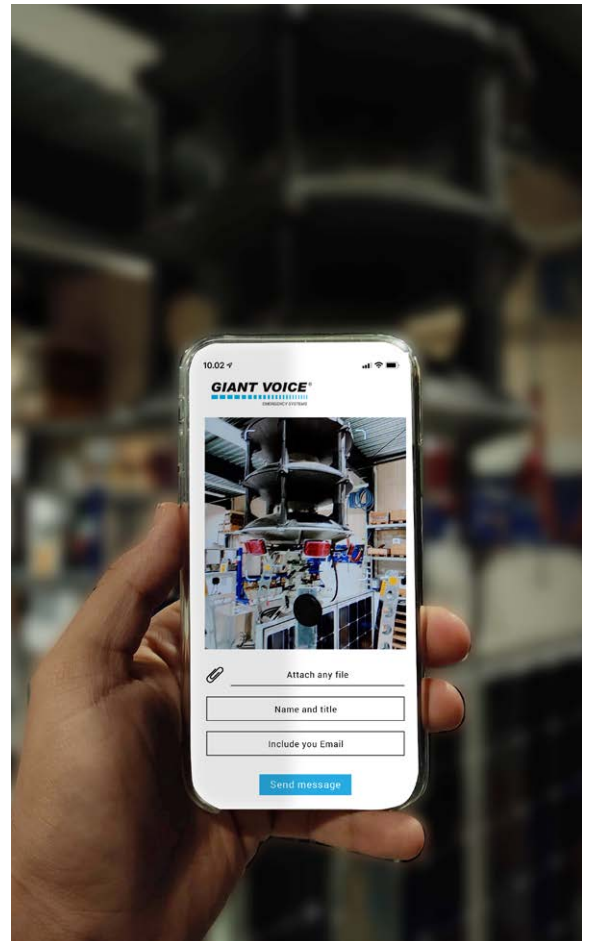 10.02
GIANT VOICE®
EMERGENCY SYSTEMS
Attach any file
Name and title
Include you Email
Send message